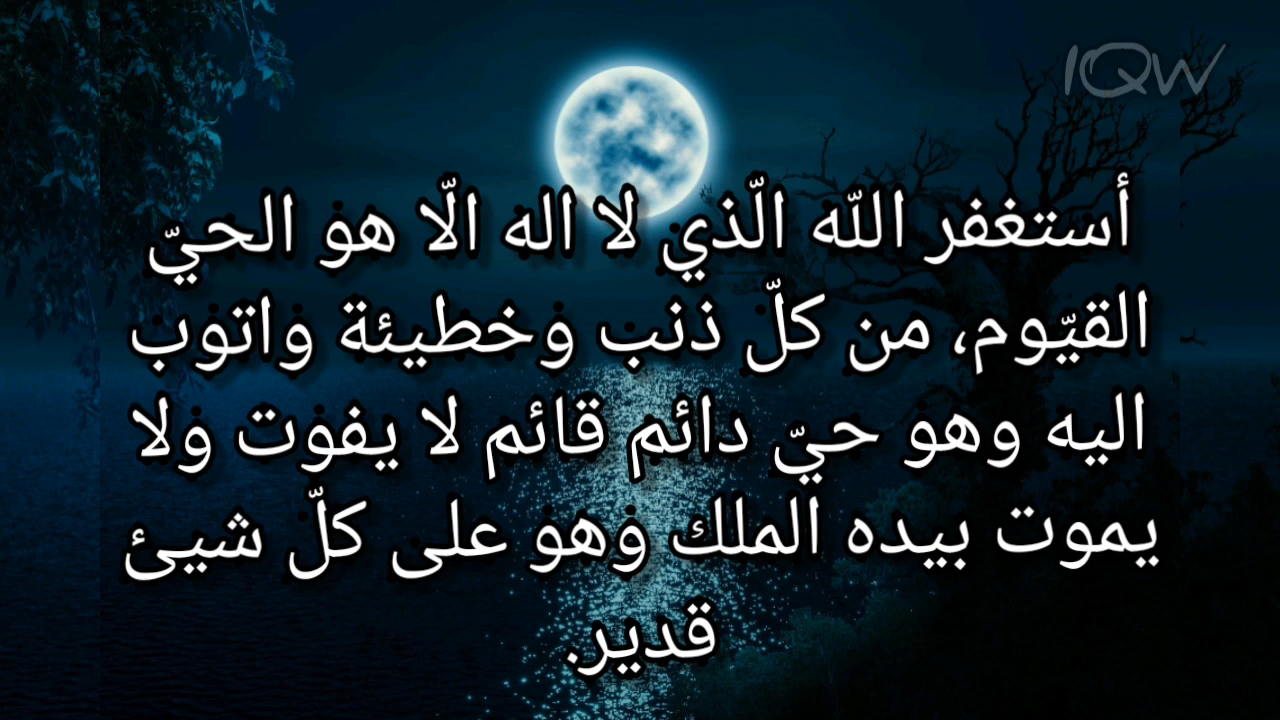 IQW
أستغفر اللّه الّذي لا اله الّا هو الحيّ
القيّوم، من كلّ ذنب وخطيئة واتوب
اليه وهو حيّ دائم قائم لا يفوت ولا
يموت بيده الملك وهو على كلّ شيئ
قدير.